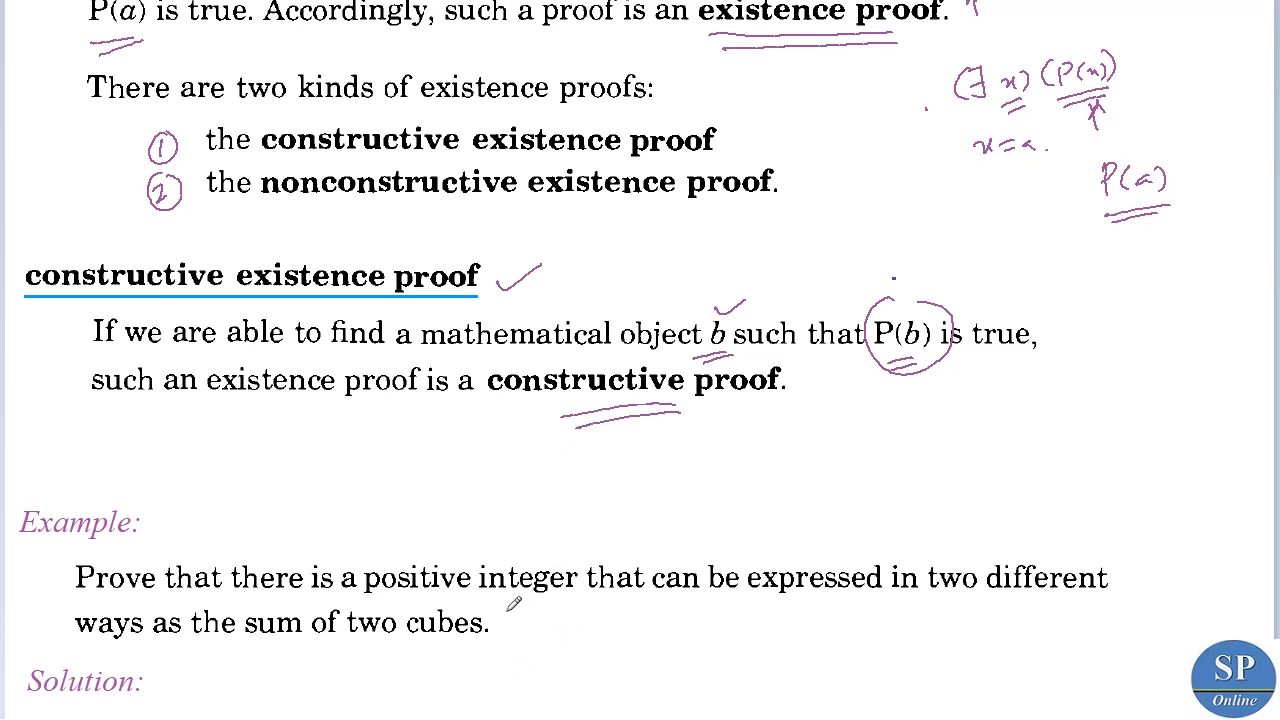 P(a) is true. Accordingly, such a proof is an existence proof.
There are two kinds of existence proofs:
(∃ x) (P(x))
① the constructive existence proof
x = a.
② the nonconstructive existence proof.
P(a)
constructive existence proof
If we are able to find a mathematical object b such that P(b) is true,
such an existence proof is a constructive proof.
Example:
Prove that there is a positive integer that can be expressed in two different
ways as the sum of two cubes.
Solution:
SP
Online